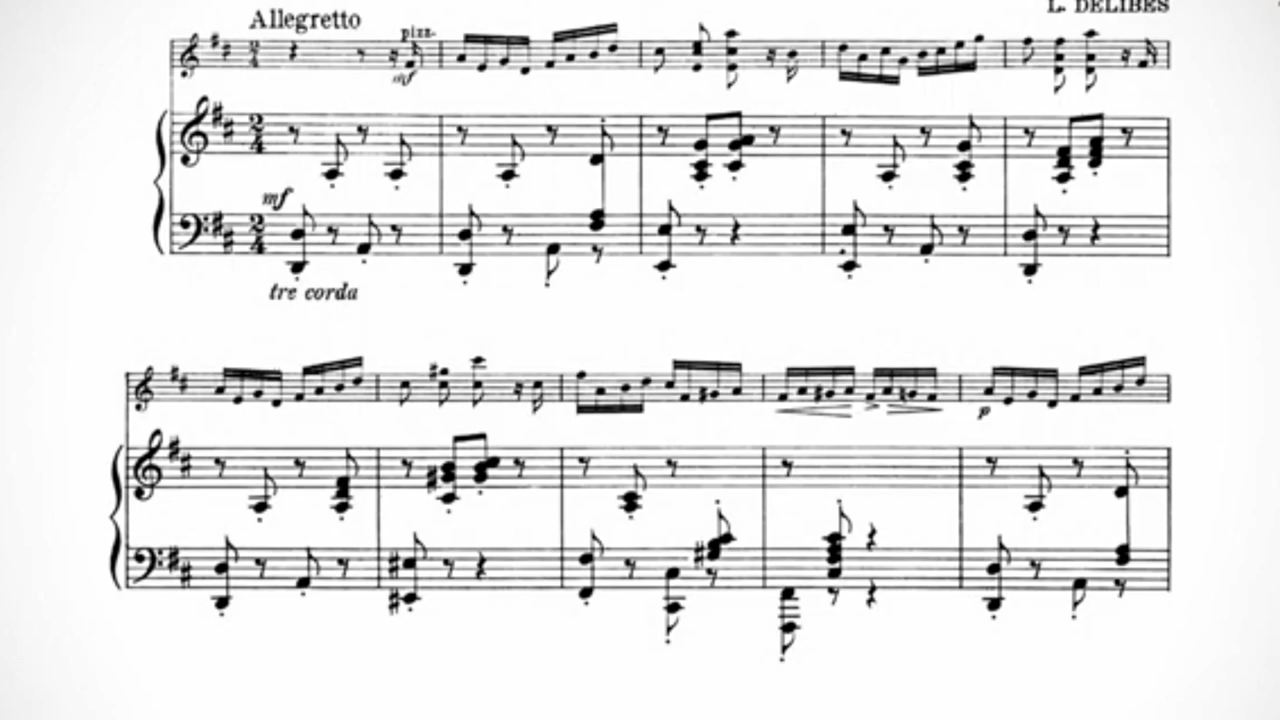 L. DELIBES
Allegretto
pizz.
mf
mf
tre corda
p